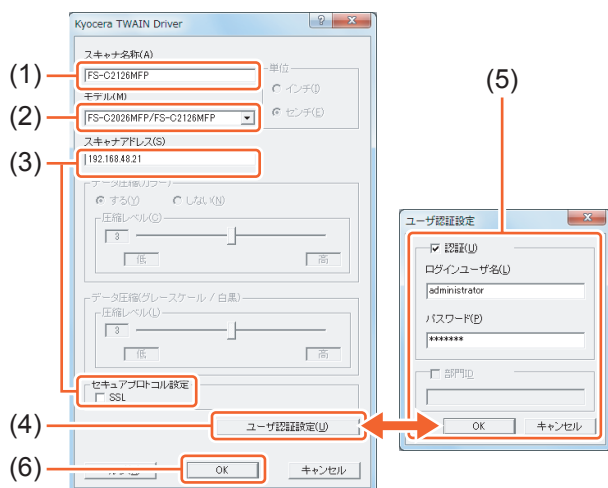 Kyocera TWAIN Driver
スキャナ名称(A)
(1)
FS-C2126MFP
単位
インチ(I)
センチ(E)
モデル(M)
(2)
FS-C2026MFP/FS-C2126MFP
スキャナアドレス(S)
(3)
192.168.48.21
データ圧縮(カラー)
する(Y)
しない(N)
圧縮レベル(C)
3
低
高
データ圧縮(グレースケール / 白黒)
圧縮レベル(L)
3
低
高
セキュアプロトコル設定
SSL
(4)
ユーザ認証設定(U)
(6)
OK
キャンセル
(5)
ユーザ認証設定
認証(U)
ログインユーザ名(L)
administrator
パスワード(P)
*******
部門ID
OK
キャンセル